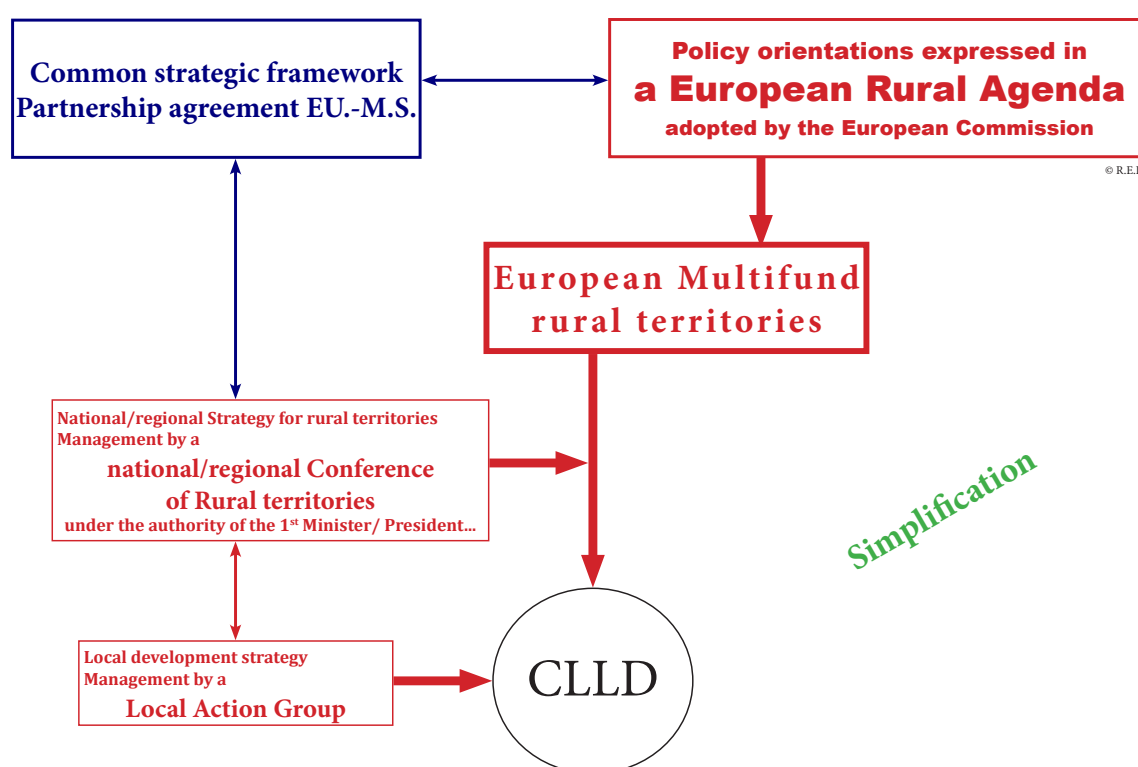 Common strategic framework
Partnership agreement EU.-M.S.
Policy orientations expressed in
a European Rural Agenda
adopted by the European Commission
© R.E.
European Multifund
rural territories
National/regional Strategy for rural territories
Management by a
national/regional Conference
of Rural territories
under the authority of the 1st Minister/ President...
Simplification
Local development strategy
Management by a
Local Action Group
CLLD